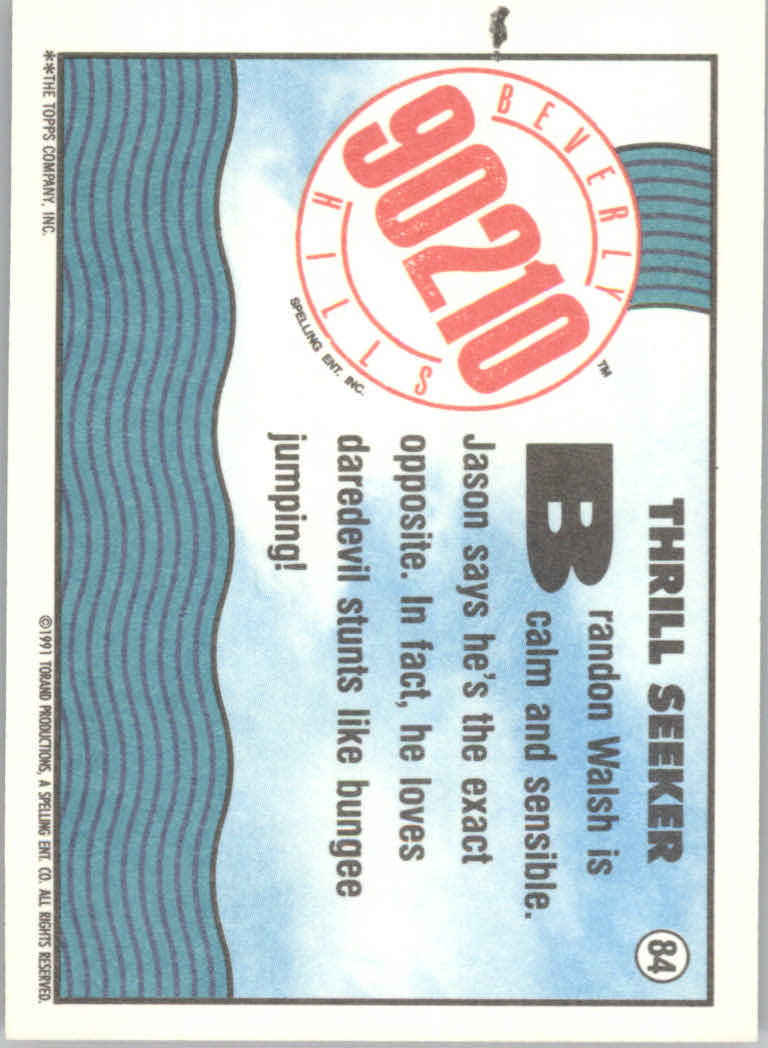 THRILL SEEKER
84
Brandon Walsh is
calm and sensible.
Jason says he's the exact
opposite. In fact, he loves
daredevil stunts like bungee
jumping!
BEVERLY
90210
HILLS
TM
SPELLING ENT. INC.
**THE TOPPS COMPANY, INC.
©1991 TORAND PRODUCTIONS, A SPELLING ENT. CO. ALL RIGHTS RESERVED.